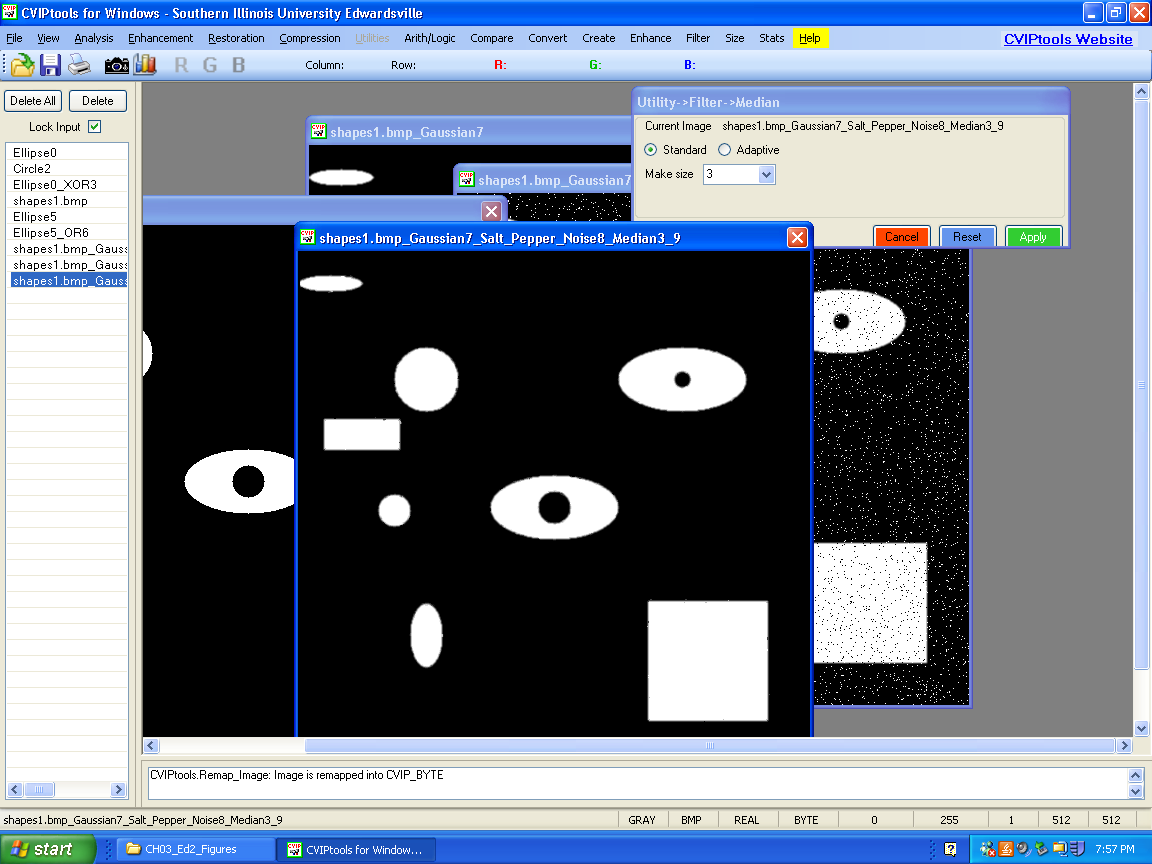 CVIPtools for Windows - Southern Illinois University Edwardsville
File View Analysis Enhancement Restoration Compression Utilities Arith/Logic Compare Convert Create Enhance Filter Size Stats Help CVIPtools Website
R G B Column: Row: R: G: B:
Delete All Delete
Lock Input
Ellipse0
Circle2
Ellipse0_XOR3
shapes1.bmp
Ellipse5
Ellipse5_OR6
shapes1.bmp_Gauss
shapes1.bmp_Gauss
shapes1.bmp_Gauss
Utility->Filter->Median
Current Image shapes1.bmp_Gaussian7_Salt_Pepper_Noise8_Median3_9
Standard Adaptive
Make size 3
Cancel Reset Apply
shapes1.bmp_Gaussian7
shapes1.bmp_Gaussian7
shapes1.bmp_Gaussian7_Salt_Pepper_Noise8_Median3_9
CVIPtools.Remap_Image: Image is remapped into CVIP_BYTE
shapes1.bmp_Gaussian7_Salt_Pepper_Noise8_Median3_9 GRAY BMP REAL BYTE 0 255 1 512 512
start CH03_Ed2_Figures CVIPtools for Window... 7:57 PM